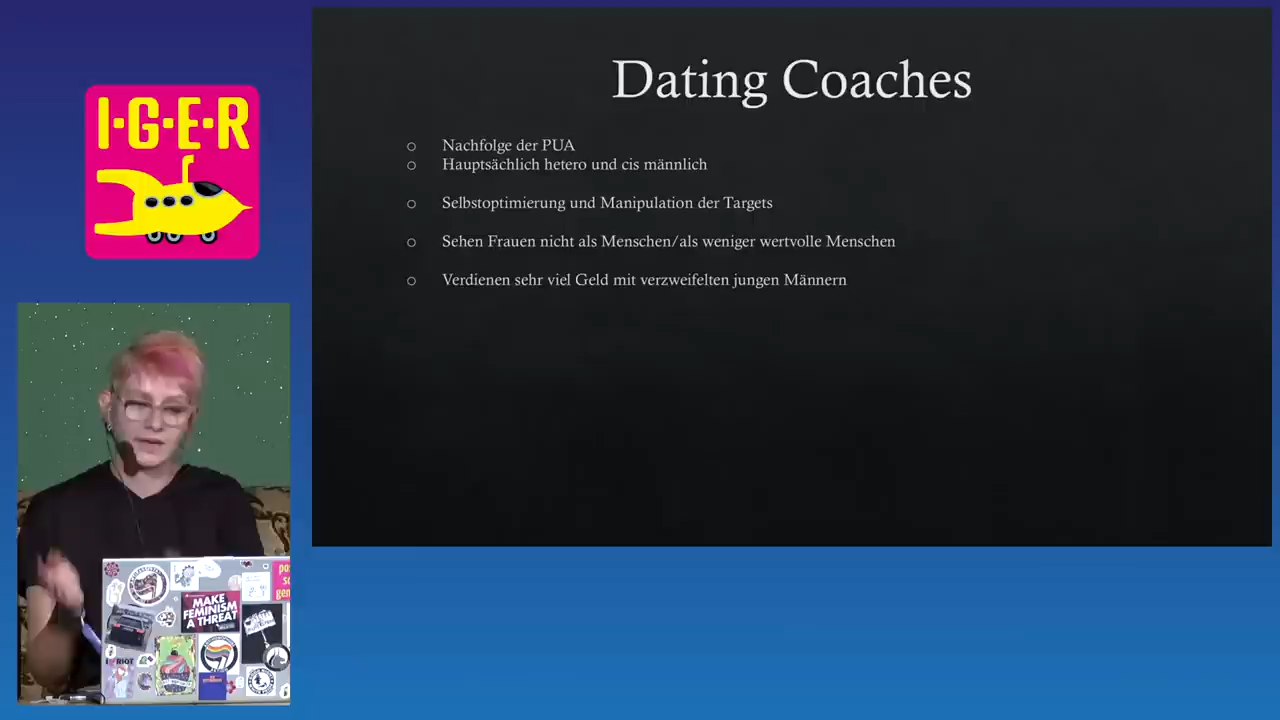 I·G·E·R
Dating Coaches
Nachfolge der PUA
Hauptsächlich hetero und cis männlich
Selbstoptimierung und Manipulation der Targets
Sehen Frauen nicht als Menschen/als weniger wertvolle Menschen
Verdienen sehr viel Geld mit verzweifelten jungen Männern
MAKE
FEMINISM
A THREAT
RIOT